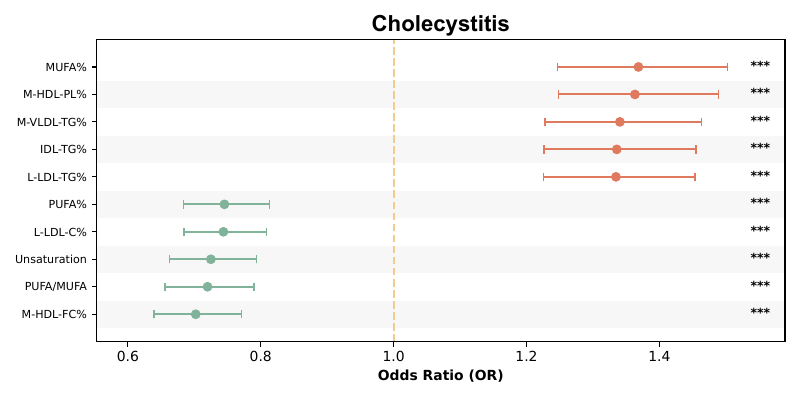 Cholecystitis
MUFA% ***
M-HDL-PL% ***
M-VLDL-TG% ***
IDL-TG% ***
L-LDL-TG% ***
PUFA% ***
L-LDL-C% ***
Unsaturation ***
PUFA/MUFA ***
M-HDL-FC% ***
0.6 0.8 1.0 1.2 1.4
Odds Ratio (OR)